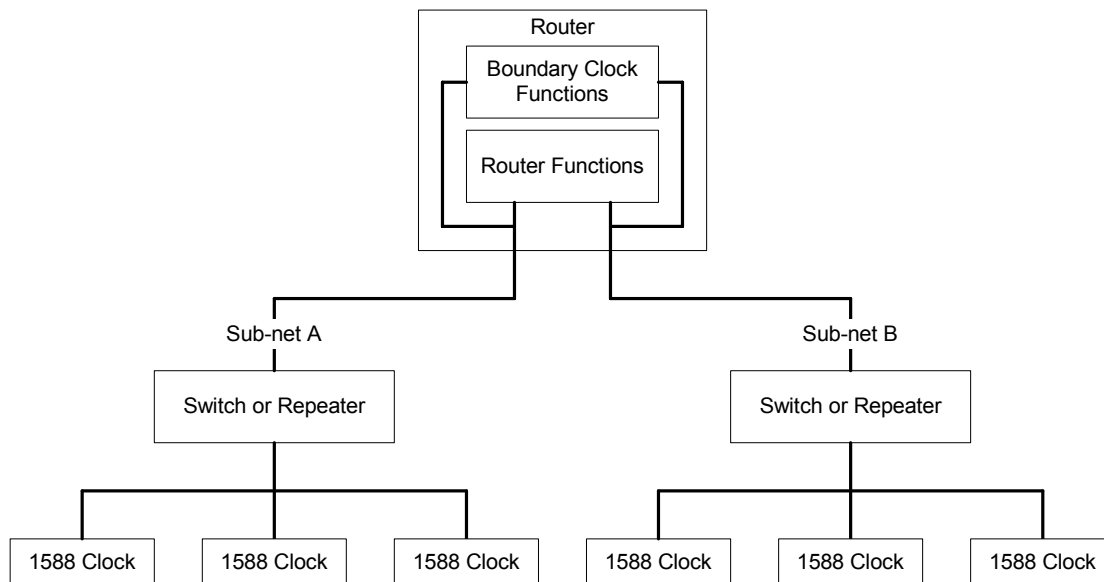 Router
Boundary Clock
Functions
Router Functions
Sub-net A
Sub-net B
Switch or Repeater
Switch or Repeater
1588 Clock
1588 Clock
1588 Clock
1588 Clock
1588 Clock
1588 Clock